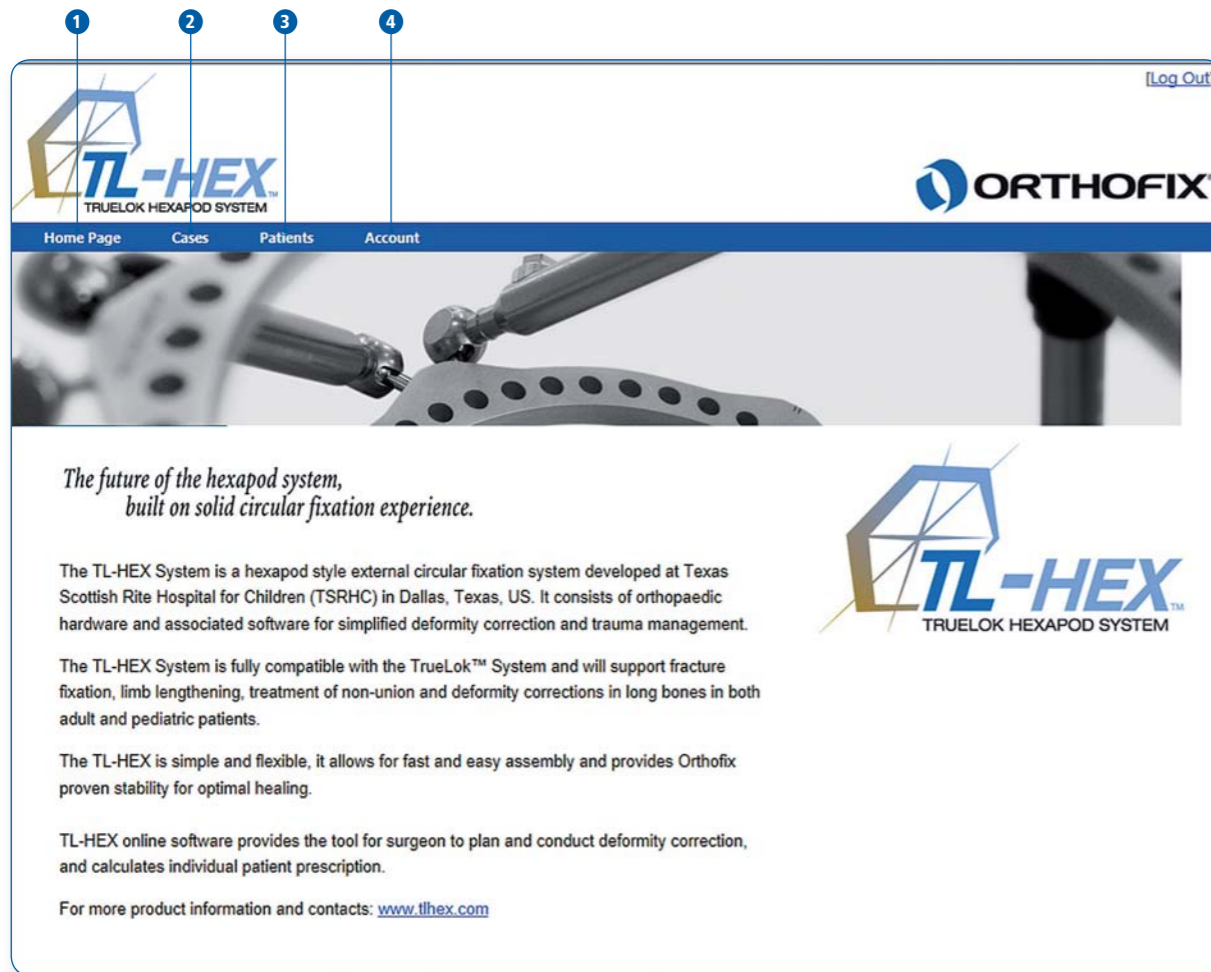 1 2 3 4
[Log Out]
TL-HEX™
TRUELOK HEXAPOD SYSTEM
ORTHOFIX
Home Page Cases Patients Account
The future of the hexapod system,
built on solid circular fixation experience.
The TL-HEX System is a hexapod style external circular fixation system developed at Texas
Scottish Rite Hospital for Children (TSRHC) in Dallas, Texas, US. It consists of orthopaedic
hardware and associated software for simplified deformity correction and trauma management.
The TL-HEX System is fully compatible with the TrueLok™ System and will support fracture
fixation, limb lengthening, treatment of non-union and deformity corrections in long bones in both
adult and pediatric patients.
The TL-HEX is simple and flexible, it allows for fast and easy assembly and provides Orthofix
proven stability for optimal healing.
TL-HEX online software provides the tool for surgeon to plan and conduct deformity correction,
and calculates individual patient prescription.
For more product information and contacts: www.tlhex.com
TL-HEX™
TRUELOK HEXAPOD SYSTEM